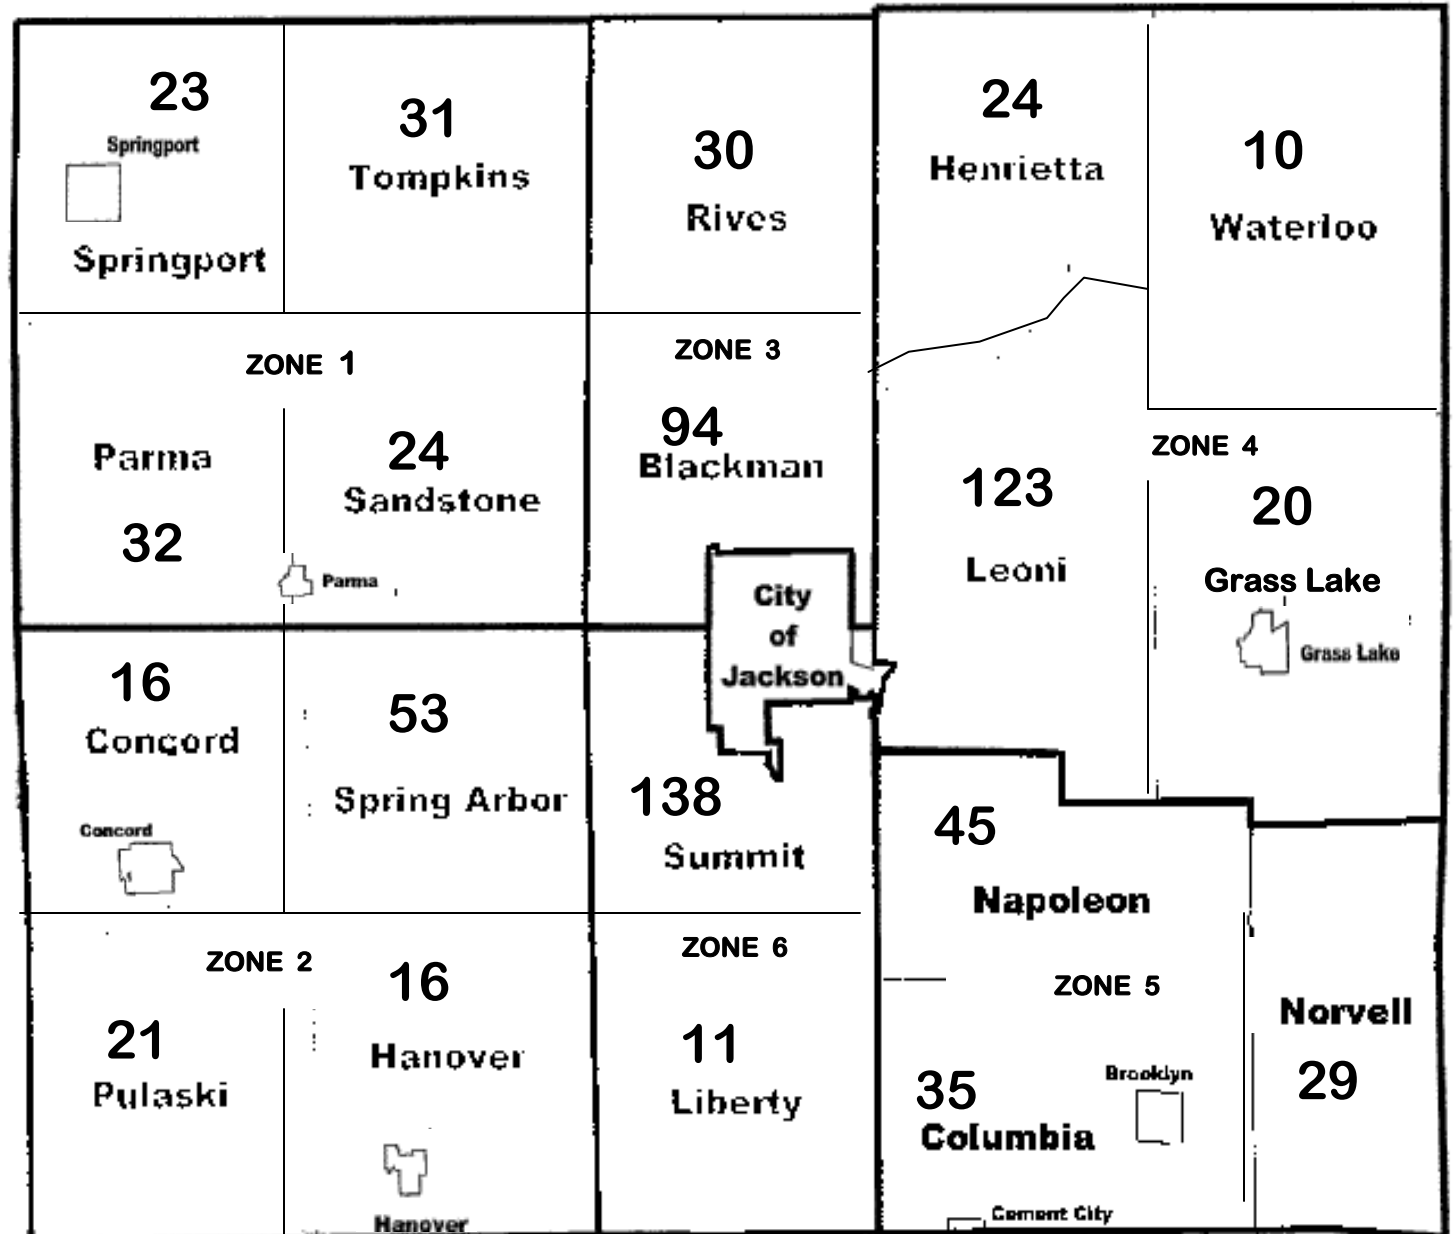 23
Springport
Springport
31
Tompkins
30
Rives
24
Henrietta
10
Waterloo
ZONE 1
Parma
32
24
Sandstone
Parma
ZONE 3
94
Blackman
City
of
Jackson
ZONE 4
123
Leoni
20
Grass Lake
Grass Lake
16
Concord
Concord
53
Spring Arbor
138
Summit
45
Napoleon
ZONE 2
21
Pulaski
16
Hanover
Hanover
ZONE 6
11
Liberty
ZONE 5
35
Columbia
Brooklyn
Cement City
Norvell
29